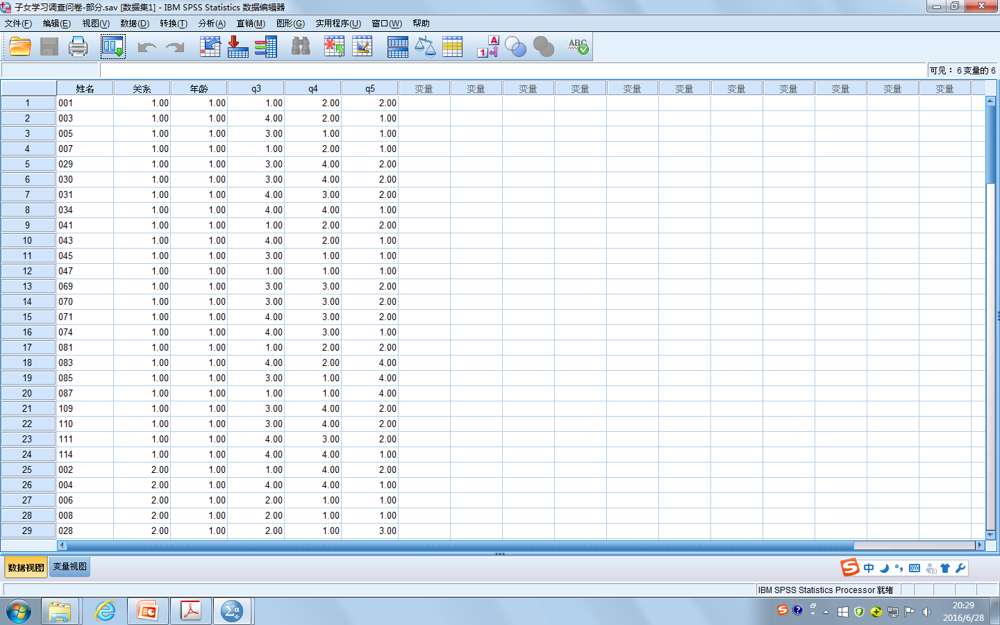 子女学习调查问卷-部分.sav [数据集1] - IBM SPSS Statistics 数据编辑器
文件(F) 编辑(E) 视图(V) 数据(D) 转换(T) 分析(A) 直销(M) 图形(G) 实用程序(U) 窗口(W) 帮助
A
1
ABC
可见： 6 变量的 6
姓名 关系 年龄 q3 q4 q5 变量 变量 变量 变量 变量 变量 变量 变量 变量 变量 变量
1 001 1.00 1.00 1.00 2.00 2.00
2 003 1.00 1.00 4.00 2.00 1.00
3 005 1.00 1.00 3.00 1.00 1.00
4 007 1.00 1.00 1.00 2.00 1.00
5 029 1.00 1.00 3.00 4.00 2.00
6 030 1.00 1.00 3.00 4.00 2.00
7 031 1.00 1.00 4.00 3.00 2.00
8 034 1.00 1.00 4.00 4.00 1.00
9 041 1.00 1.00 1.00 2.00 2.00
10 043 1.00 1.00 4.00 2.00 1.00
11 045 1.00 1.00 3.00 1.00 1.00
12 047 1.00 1.00 1.00 1.00 1.00
13 069 1.00 1.00 3.00 3.00 2.00
14 070 1.00 1.00 3.00 3.00 2.00
15 071 1.00 1.00 4.00 3.00 2.00
16 074 1.00 1.00 4.00 3.00 1.00
17 081 1.00 1.00 1.00 2.00 2.00
18 083 1.00 1.00 4.00 2.00 4.00
19 085 1.00 1.00 3.00 1.00 4.00
20 087 1.00 1.00 1.00 1.00 4.00
21 109 1.00 1.00 3.00 4.00 2.00
22 110 1.00 1.00 3.00 4.00 2.00
23 111 1.00 1.00 4.00 3.00 2.00
24 114 1.00 1.00 4.00 4.00 1.00
25 002 2.00 1.00 1.00 4.00 2.00
26 004 2.00 1.00 4.00 4.00 1.00
27 006 2.00 1.00 2.00 1.00 1.00
28 008 2.00 1.00 2.00 1.00 1.00
29 028 2.00 1.00 2.00 1.00 3.00
数据视图 变量视图
S 中
IBM SPSS Statistics Processor 就绪
20:29
2016/6/28